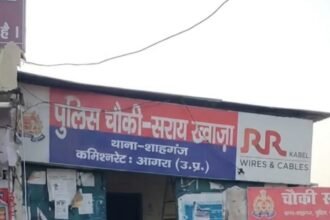 है।
पुलिस चौकी-सराय ख्वाज़ा
थाना-शाहगंज
कमिश्नरेट : आगरा (उ.प्र.)
RR KABEL
WIRES & CABLES
चौकी